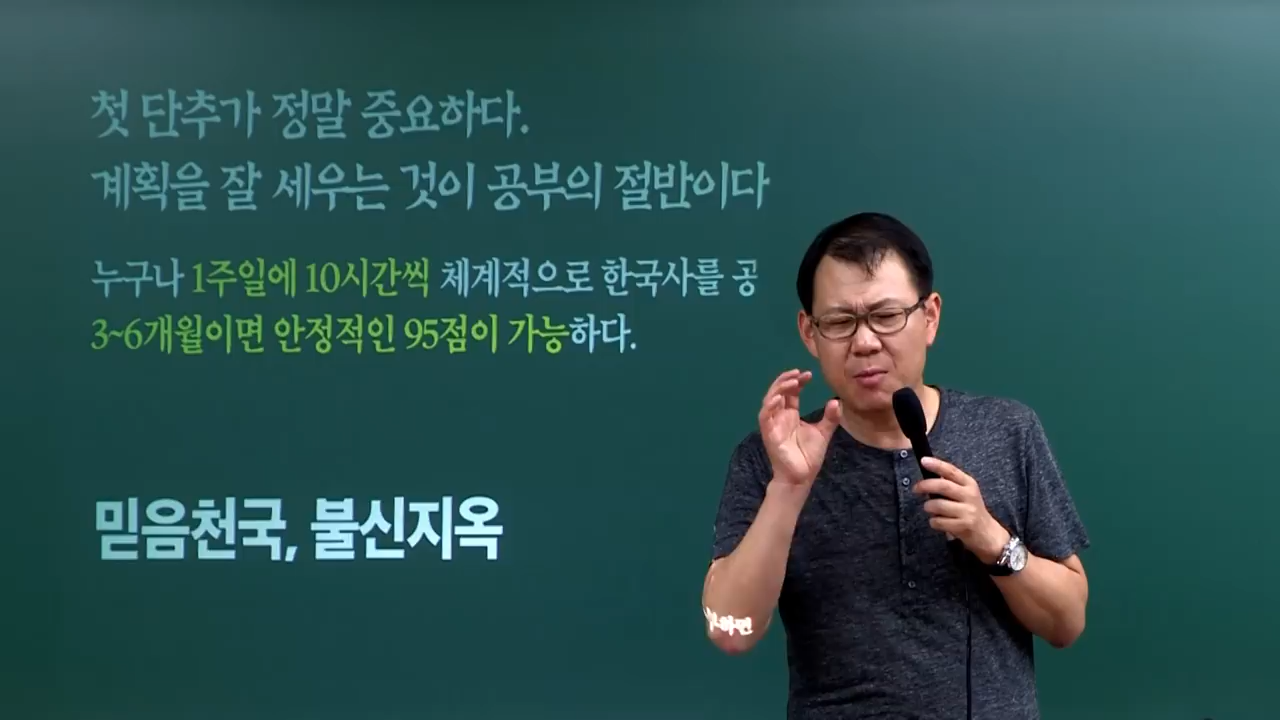 첫 단추가 정말 중요하다.
계획을 잘 세우는 것이 공부의 절반이다
누구나 1주일에 10시간씩 체계적으로 한국사를 공
3~6개월이면 안정적인 95점이 가능하다.
믿음천국, 불신지옥
하면